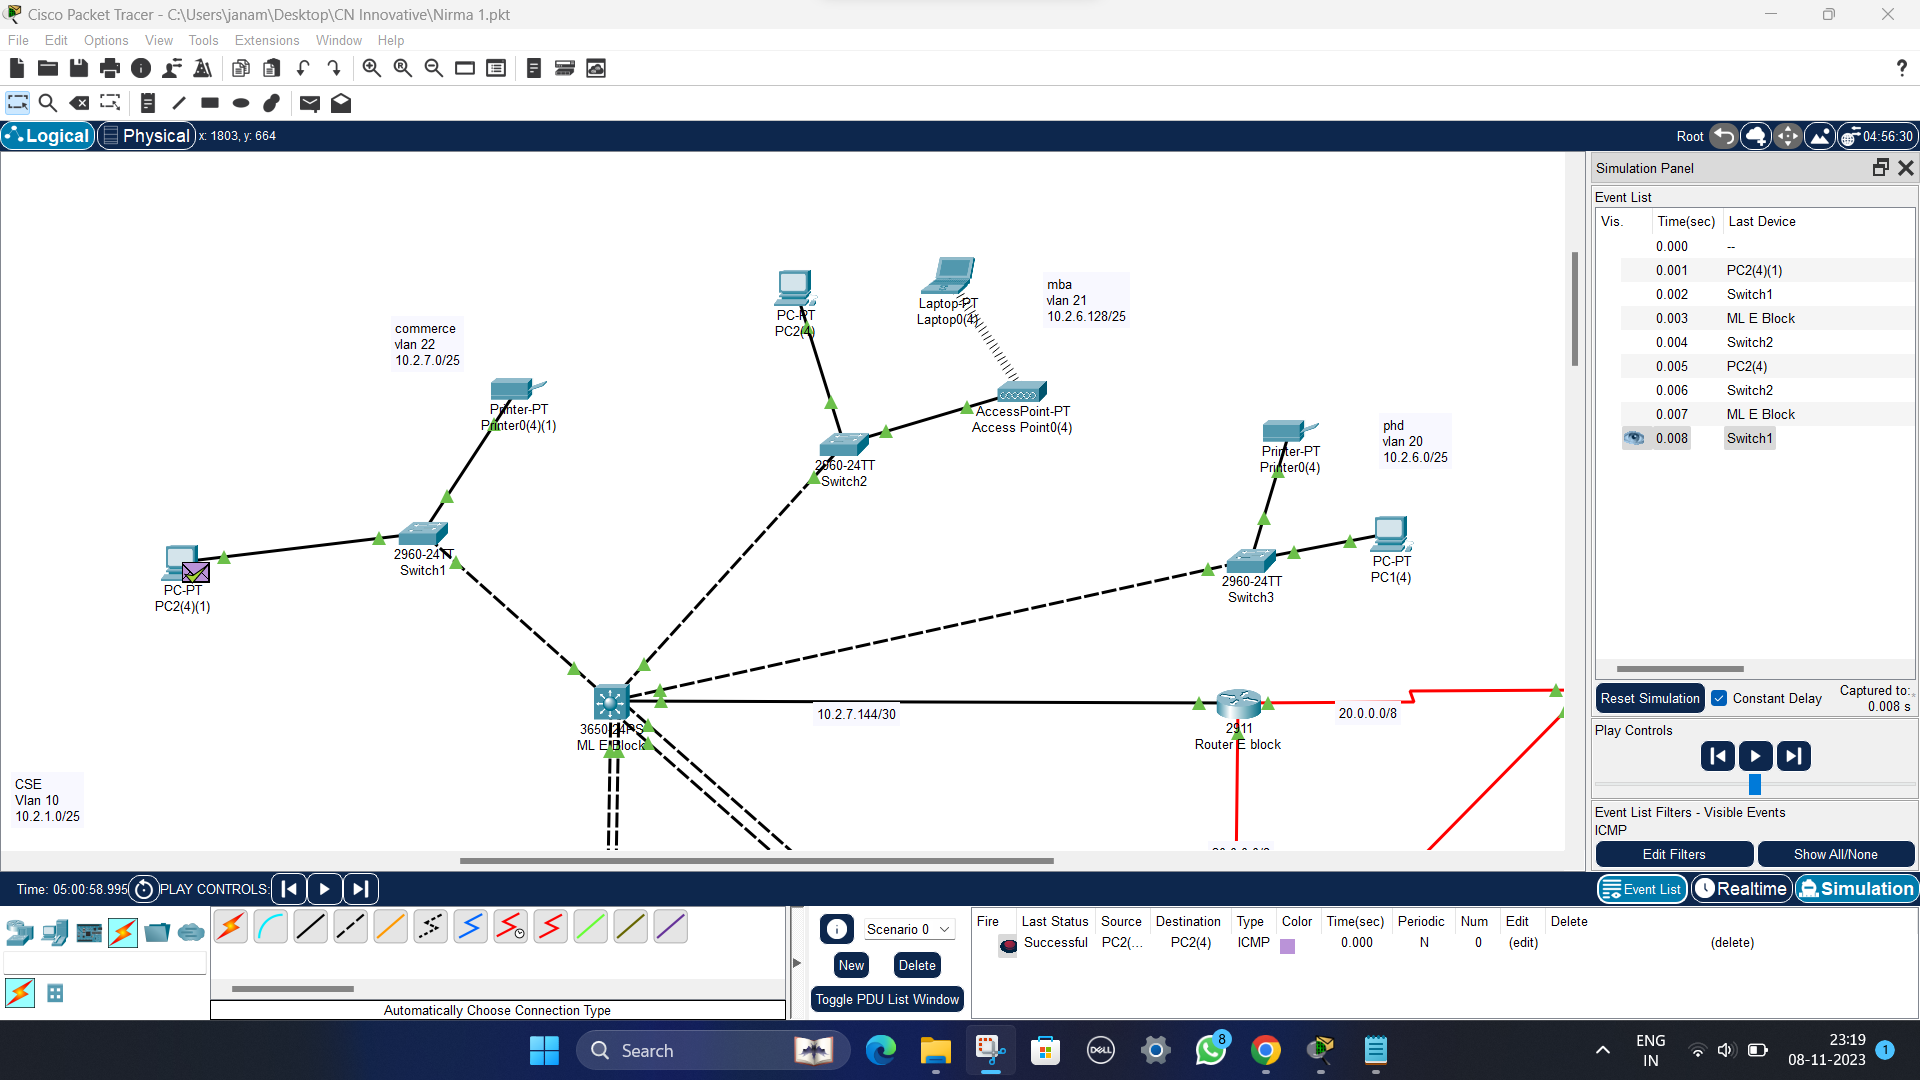 Cisco Packet Tracer - C:\Users\janam\Desktop\CN Innovative\Nirma 1.pkt
File Edit Options View Tools Extensions Window Help
?
Logical Physical x: 1803, y: 664
Root 04:56:30
Simulation Panel
Event List
Vis. Time(sec) Last Device
0.000 --
0.001 PC2(4)(1)
0.002 Switch1
0.003 ML E Block
0.004 Switch2
0.005 PC2(4)
0.006 Switch2
0.007 ML E Block
0.008 Switch1
Reset Simulation Constant Delay Captured to:
0.008 s
Play Controls
Event List Filters - Visible Events
ICMP
Edit Filters Show All/None
PC-PT
PC2(4)
Laptop-PT
Laptop0(4)
mba
vlan 21
10.2.6.128/25
commerce
vlan 22
10.2.7.0/25
Printer-PT
Printer0(4)(1)
AccessPoint-PT
Access Point0(4)
2960-24TT
Switch2
Printer-PT
Printer0(4)
phd
vlan 20
10.2.6.0/25
2960-24TT
Switch1
PC-PT
PC2(4)(1)
2960-24TT
Switch3
PC-PT
PC1(4)
3650-24PS
ML E Block
10.2.7.144/30
2911
Router E block
20.0.0.0/8
CSE
Vlan 10
10.2.1.0/25
Time: 05:00:58.995 PLAY CONTROLS:
Event List Realtime Simulation
Scenario 0
New Delete
Toggle PDU List Window
Automatically Choose Connection Type
Fire Last Status Source Destination Type Color Time(sec) Periodic Num Edit Delete
Successful PC2(... PC2(4) ICMP 0.000 N 0 (edit) (delete)
Search
DELL
8
ENG
IN
23:19
08-11-2023
1